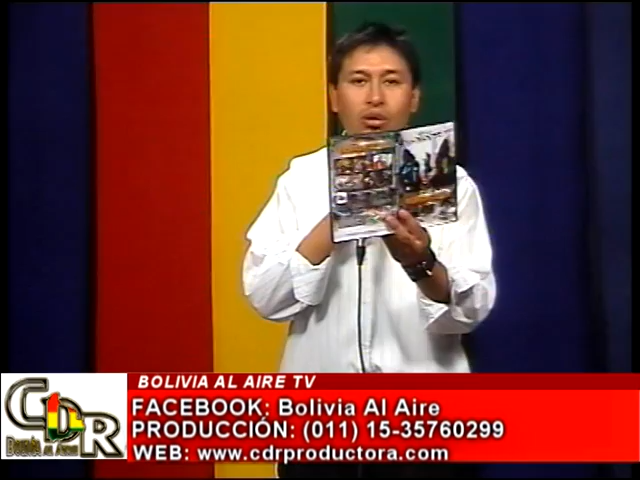 BOLIVIA AL AIRE TV
FACEBOOK: Bolivia Al Aire
PRODUCCIÓN: (011) 15-35760299
WEB: www.cdrproductora.com
CDR